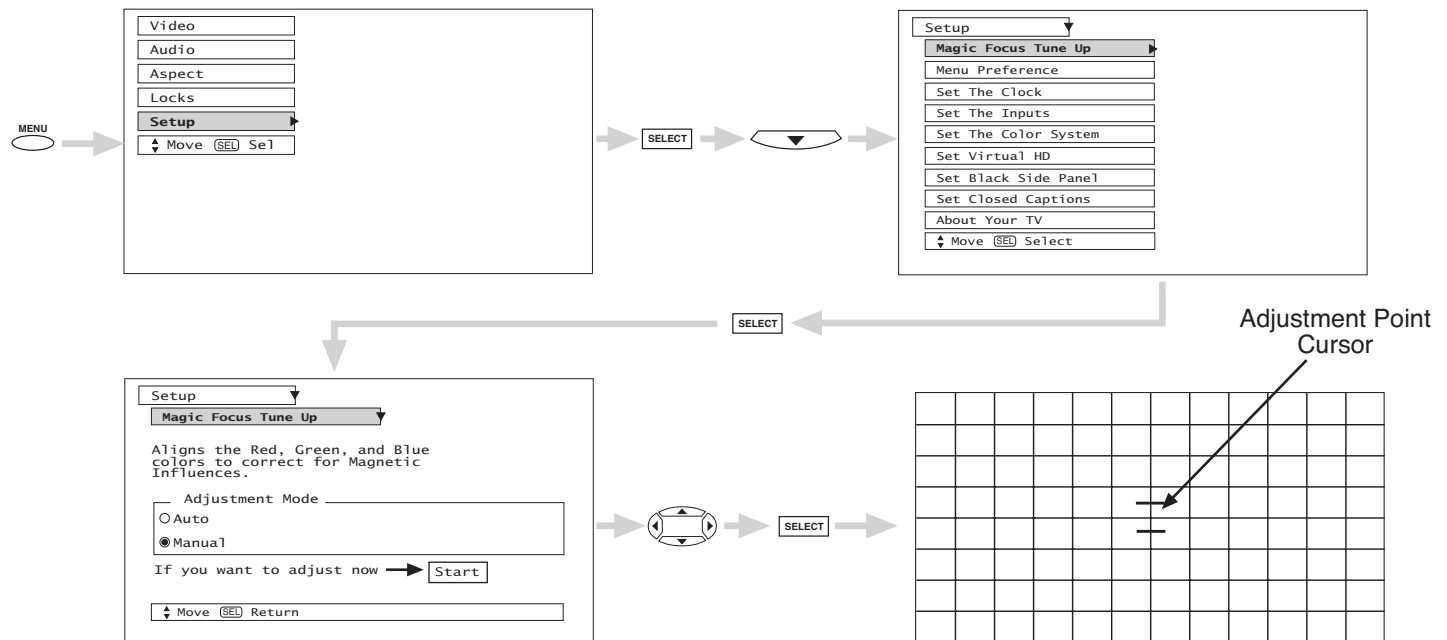 MENU
Video
Audio
Aspect
Locks
Setup
Move SEL Sel
SELECT
Setup
Magic Focus Tune Up
Menu Preference
Set The Clock
Set The Inputs
Set The Color System
Set Virtual HD
Set Black Side Panel
Set Closed Captions
About Your TV
Move SEL Select
SELECT
Setup
Magic Focus Tune Up
Aligns the Red, Green, and Blue
colors to correct for Magnetic
Influences.
Adjustment Mode
Auto
Manual
If you want to adjust now Start
Move SEL Return
SELECT
Adjustment Point
Cursor